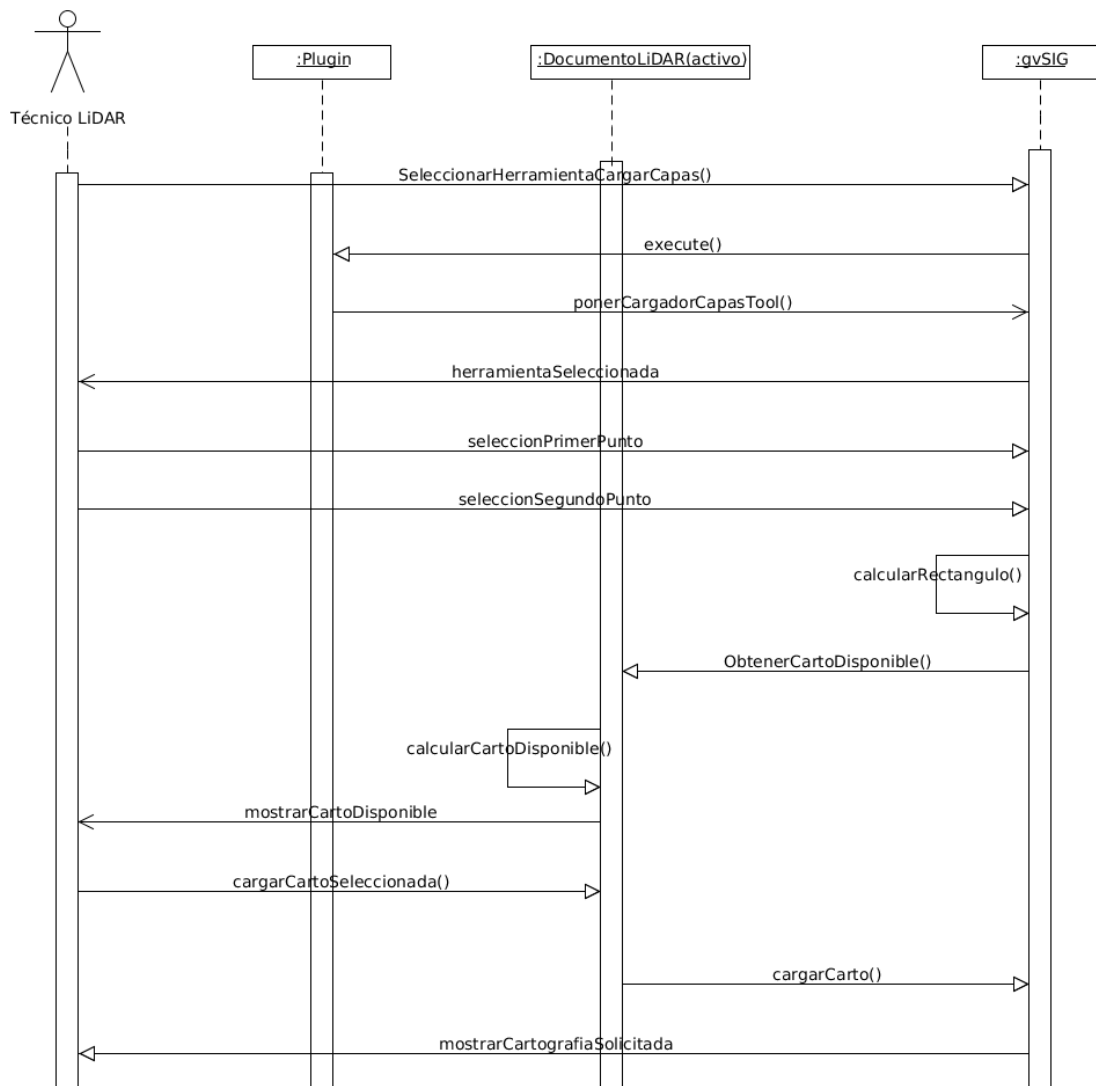 :Plugin
:DocumentoLiDAR(activo)
:gvSIG
Técnico LiDAR
SeleccionarHerramientaCargarCapas()
execute()
ponerCargadorCapasTool()
herramientaSeleccionada
seleccionPrimerPunto
seleccionSegundoPunto
calcularRectangulo()
ObtenerCartoDisponible()
calcularCartoDisponible()
mostrarCartoDisponible
cargarCartoSeleccionada()
cargarCarto()
mostrarCartografiaSolicitada